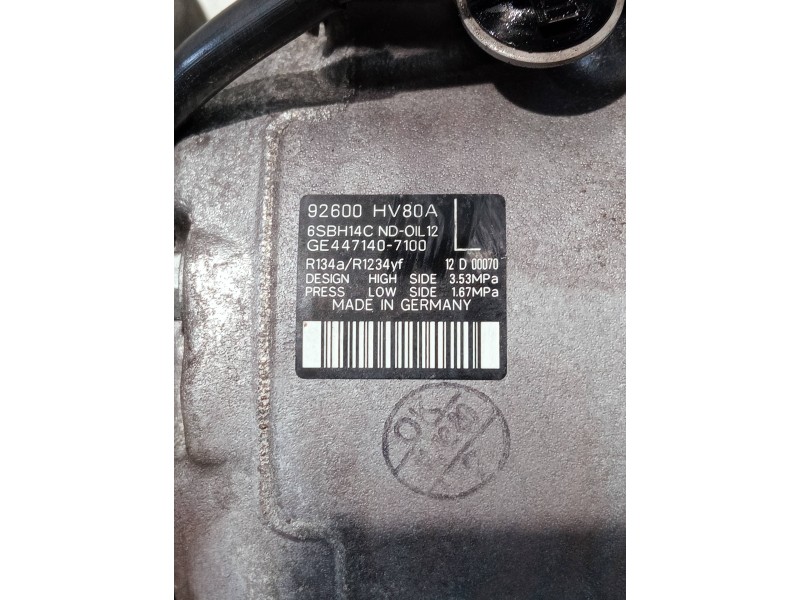 92600 HV80A
L
6SBH14C ND-OIL12
GE447140-7100
R134a/R1234yf 12 D 00070
DESIGN HIGH SIDE 3.53MPa
PRESS LOW SIDE 1.67MPa
MADE IN GERMANY
OK